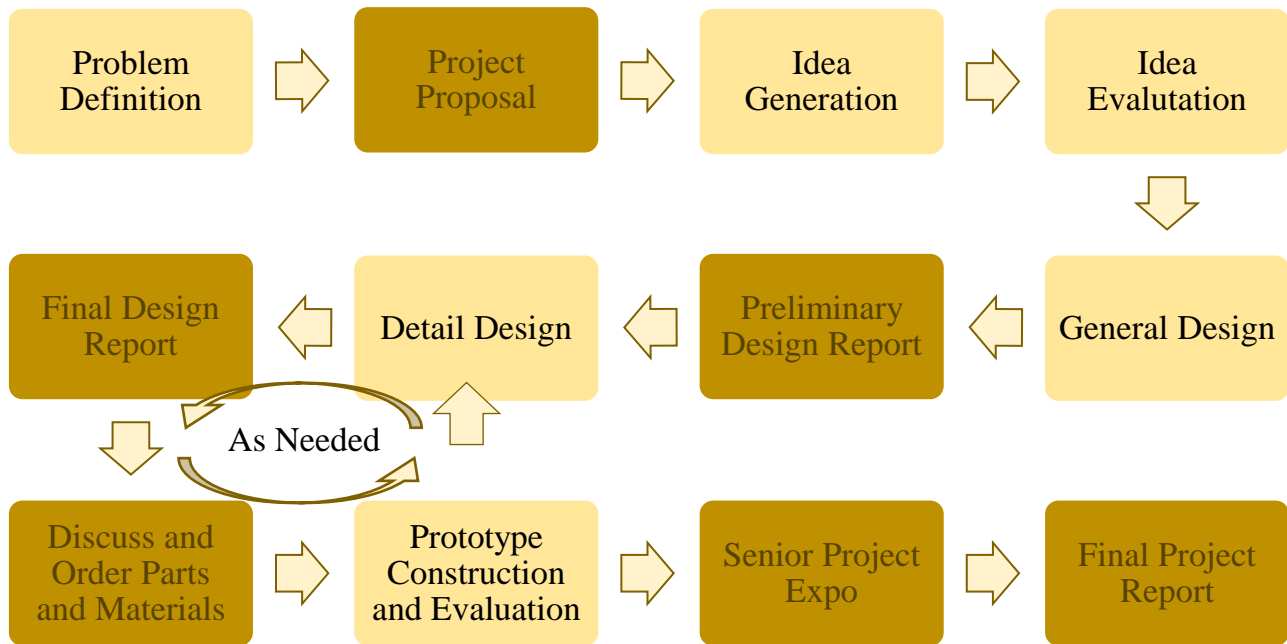 Problem
Definition
Project
Proposal
Idea
Generation
Idea
Evalutation
General Design
Preliminary
Design Report
Detail Design
Final Design
Report
As Needed
Discuss and
Order Parts
and Materials
Prototype
Construction
and Evaluation
Senior Project
Expo
Final Project
Report